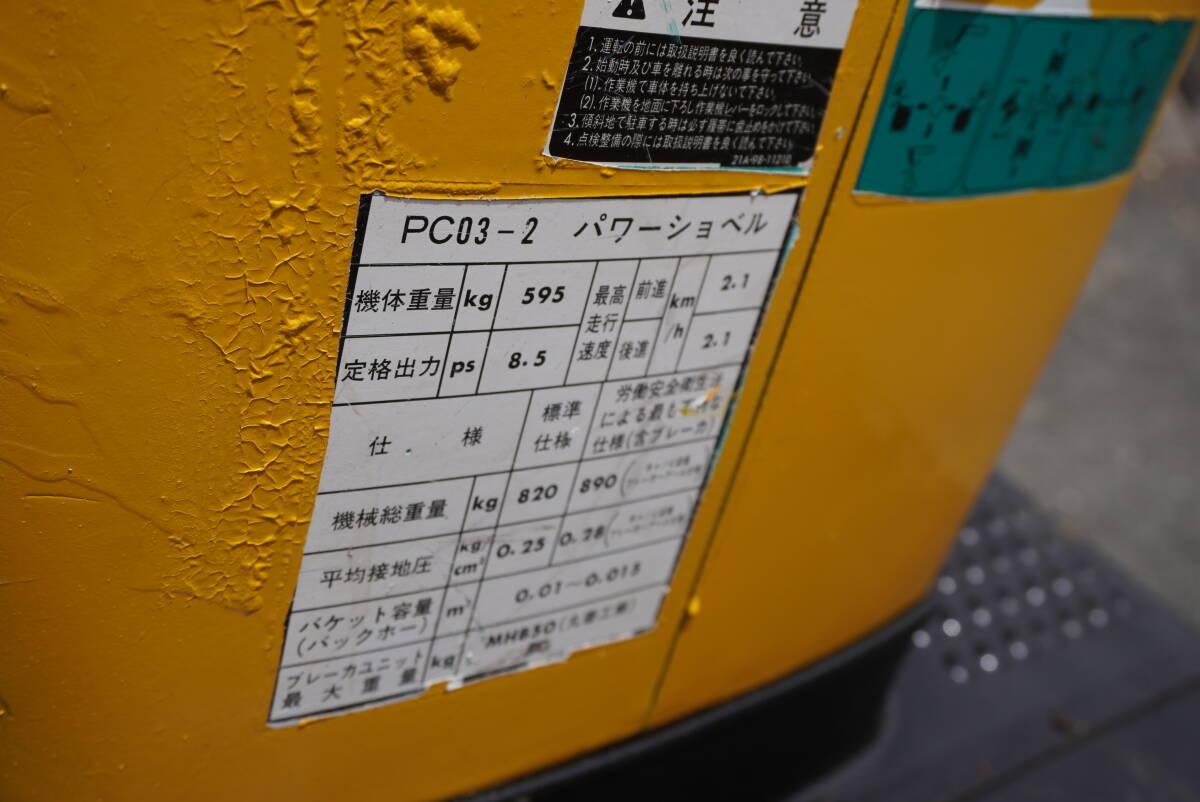 注 意
1. 運転の前には取扱説明書を良く読んで下さい。
2. 始動時及び車を離れる時は次の事を守って下さい。
(1). 作業機で車体を持ち上げないで下さい。
(2). 作業機を地面に下ろし作業機レバーをロックして下さい。
3. 傾斜地で駐車する時は必ず履帯に歯止めをかけて下さい。
4. 点検整備の際には取扱説明書を良く読んで下さい。
21A-98-11210
PC03-2 パワーショベル
機体重量 kg 595 最高走行速度 前進 km/h 2.1
定格出力 ps 8.5 後進 2.1
仕 様 標準仕様 労働安全衛生法
による最も不利な
仕様(含ブレーカ)
機械総重量 kg 820 890
平均接地圧 kg/cm² 0.25 0.28
バケット容量 m³ 0.01～0.015
(バックホー)
ブレーカユニット kg MHB50
最大重量